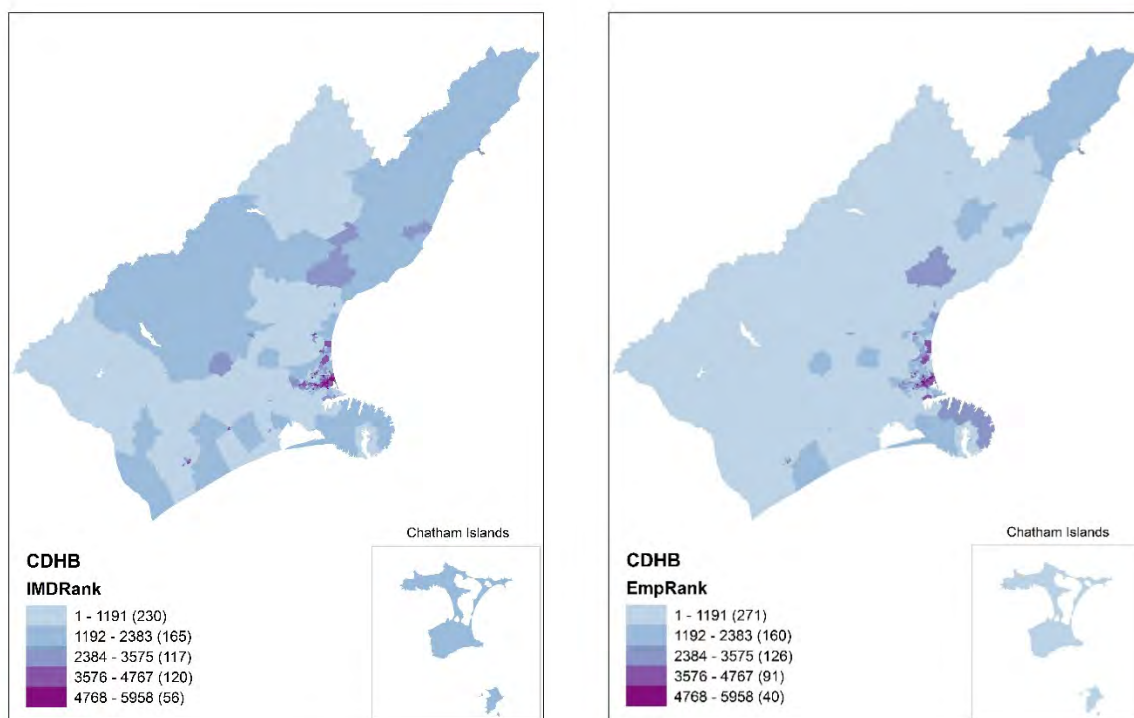 Chatham Islands
CDHB
IMDRank
1 - 1191 (230)
1192 - 2383 (165)
2384 - 3575 (117)
3576 - 4767 (120)
4768 - 5958 (56)
Chatham Islands
CDHB
EmpRank
1 - 1191 (271)
1192 - 2383 (160)
2384 - 3575 (126)
3576 - 4767 (91)
4768 - 5958 (40)